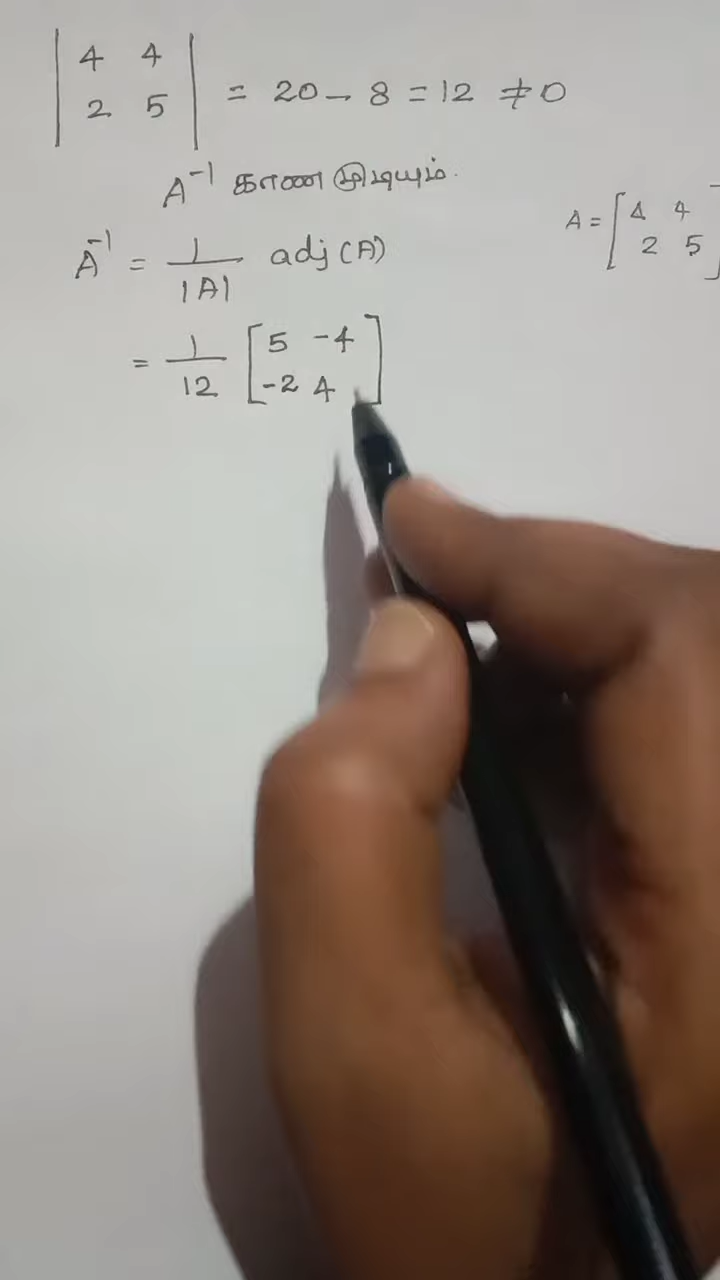 | 4 4 |
| 2 5 | = 20 - 8 = 12 ≠ 0
A⁻¹ காண முடியும்.
A = [ 4 4
2 5 ]
A⁻¹ = 1/|A| adj (A)
= 1/12 [ 5 -4
-2 4 ]